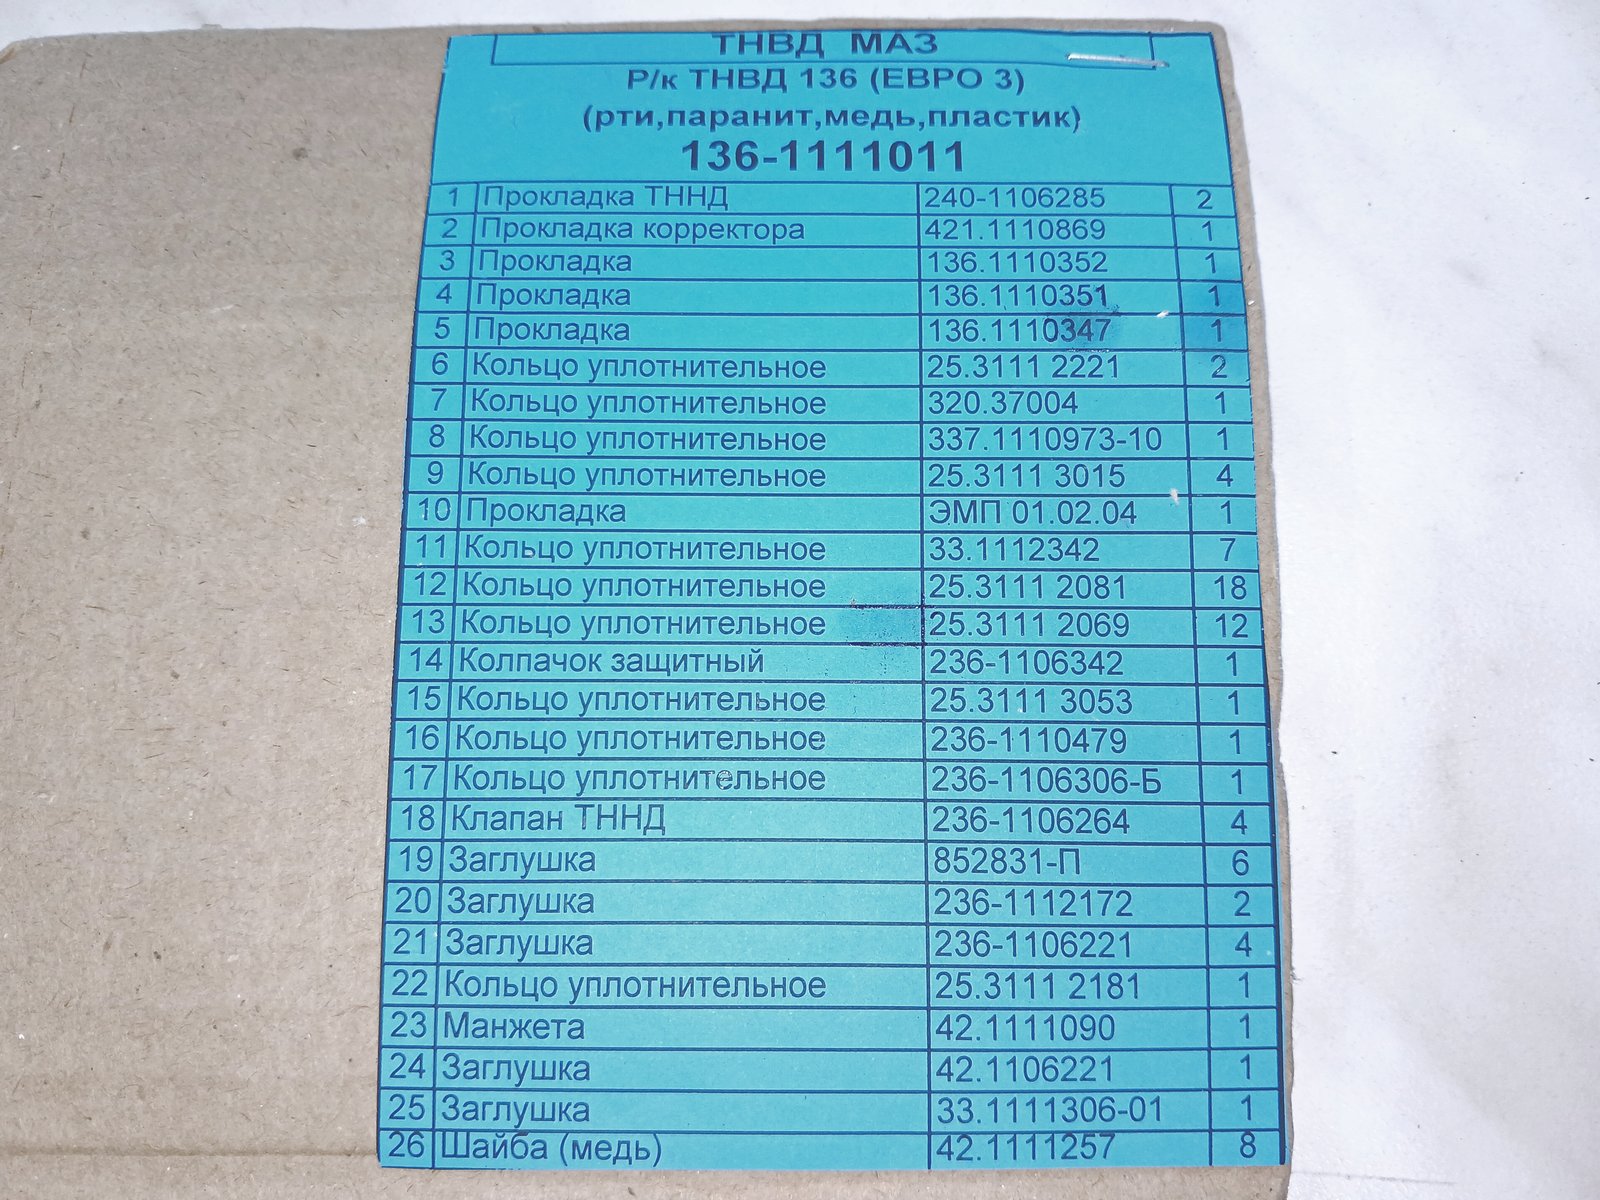 ТНВД МАЗ
Р/к ТНВД 136 (ЕВРО 3)
(рти,паранит,медь,пластик)
136-1111011
1 Прокладка ТННД 240-1106285 2
2 Прокладка корректора 421.1110869 1
3 Прокладка 136.1110352 1
4 Прокладка 136.1110351 1
5 Прокладка 136.1110347 1
6 Кольцо уплотнительное 25.3111 2221 2
7 Кольцо уплотнительное 320.37004 1
8 Кольцо уплотнительное 337.1110973-10 1
9 Кольцо уплотнительное 25.3111 3015 4
10 Прокладка ЭМП 01.02.04 1
11 Кольцо уплотнительное 33.1112342 7
12 Кольцо уплотнительное 25.3111 2081 18
13 Кольцо уплотнительное 25.3111 2069 12
14 Колпачок защитный 236-1106342 1
15 Кольцо уплотнительное 25.3111 3053 1
16 Кольцо уплотнительное 236-1110479 1
17 Кольцо уплотнительное 236-1106306-Б 1
18 Клапан ТННД 236-1106264 4
19 Заглушка 852831-П 6
20 Заглушка 236-1112172 2
21 Заглушка 236-1106221 4
22 Кольцо уплотнительное 25.3111 2181 1
23 Манжета 42.1111090 1
24 Заглушка 42.1106221 1
25 Заглушка 33.1111306-01 1
26 Шайба (медь) 42.1111257 8